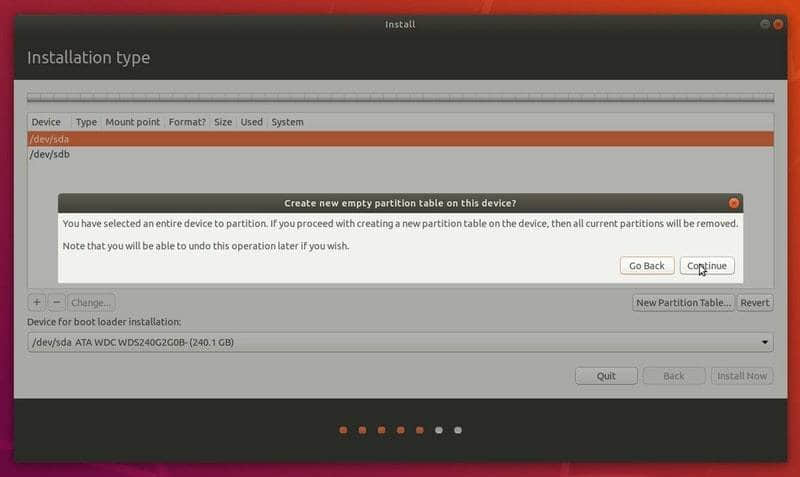 Install
Installation type
Device Type Mount point Format? Size Used System
/dev/sda
/dev/sdb
Create new empty partition table on this device?
You have selected an entire device to partition. If you proceed with creating a new partition table on the device, then all current partitions will be removed.
Note that you will be able to undo this operation later if you wish.
Go Back Continue
+ − Change... New Partition Table... Revert
Device for boot loader installation:
/dev/sda ATA WDC WDS240G2G0B- (240.1 GB)
Quit Back Install Now